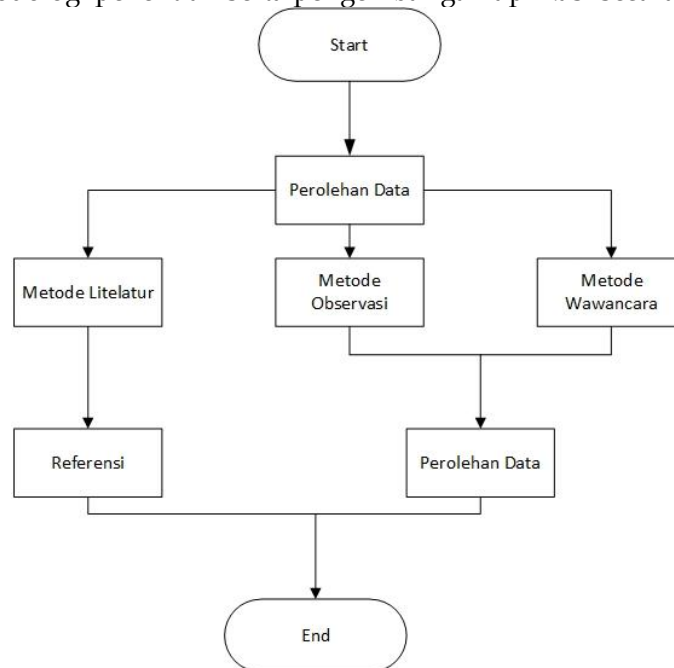 Start
Perolehan Data
Metode Litelatur
Metode
Observasi
Metode
Wawancara
Referensi
Perolehan Data
End